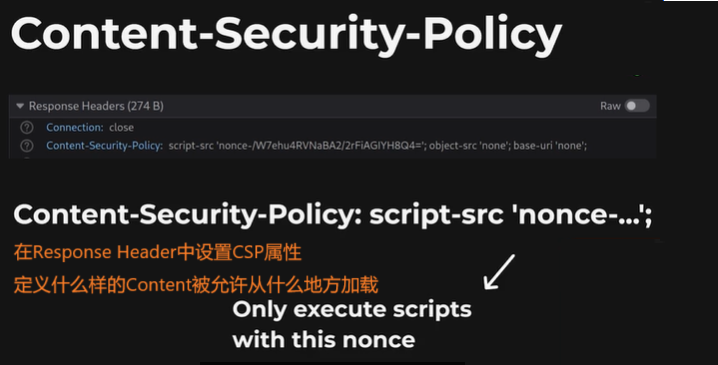 Content-Security-Policy
Response Headers (274 B)
Raw
Connection: close
Content-Security-Policy: script-src 'nonce-/W7ehu4RVNaBA2/2rFiAGIYH8Q4='; object-src 'none'; base-uri 'none';
Content-Security-Policy: script-src 'nonce-...';
在Response Header中设置CSP属性
定义什么样的Content被允许从什么地方加载
Only execute scripts
with this nonce